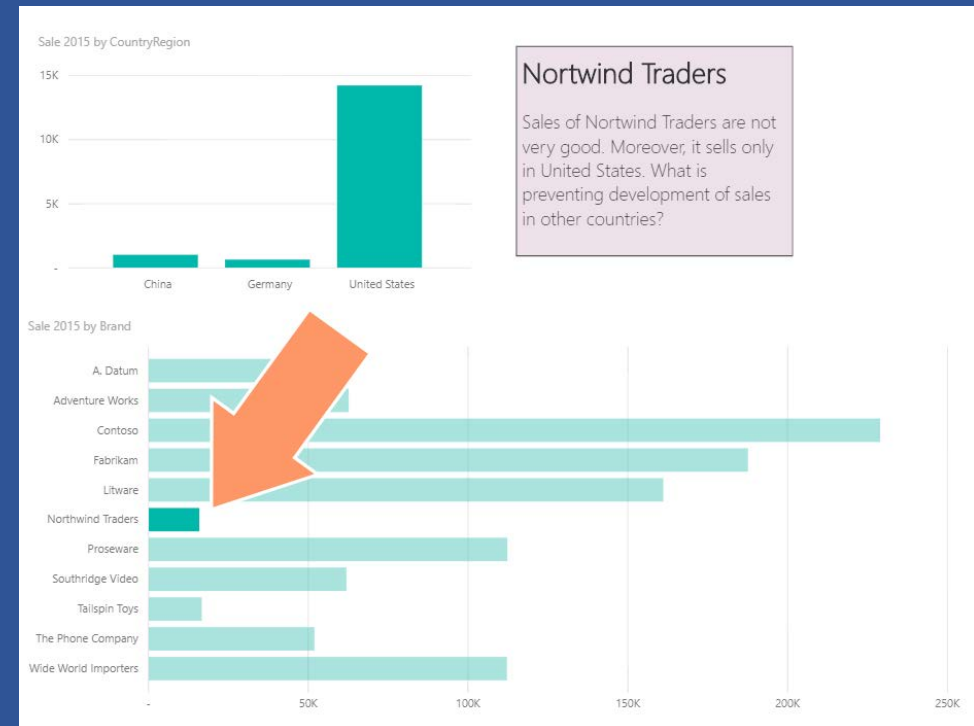 Sale 2015 by CountryRegion
15K
10K
5K
-
China Germany United States
Nortwind Traders
Sales of Nortwind Traders are not
very good. Moreover, it sells only
in United States. What is
preventing development of sales
in other countries?
Sale 2015 by Brand
A. Datum
Adventure Works
Contoso
Fabrikam
Litware
Northwind Traders
Proseware
Southridge Video
Tailspin Toys
The Phone Company
Wide World Importers
- 50K 100K 150K 200K 250K